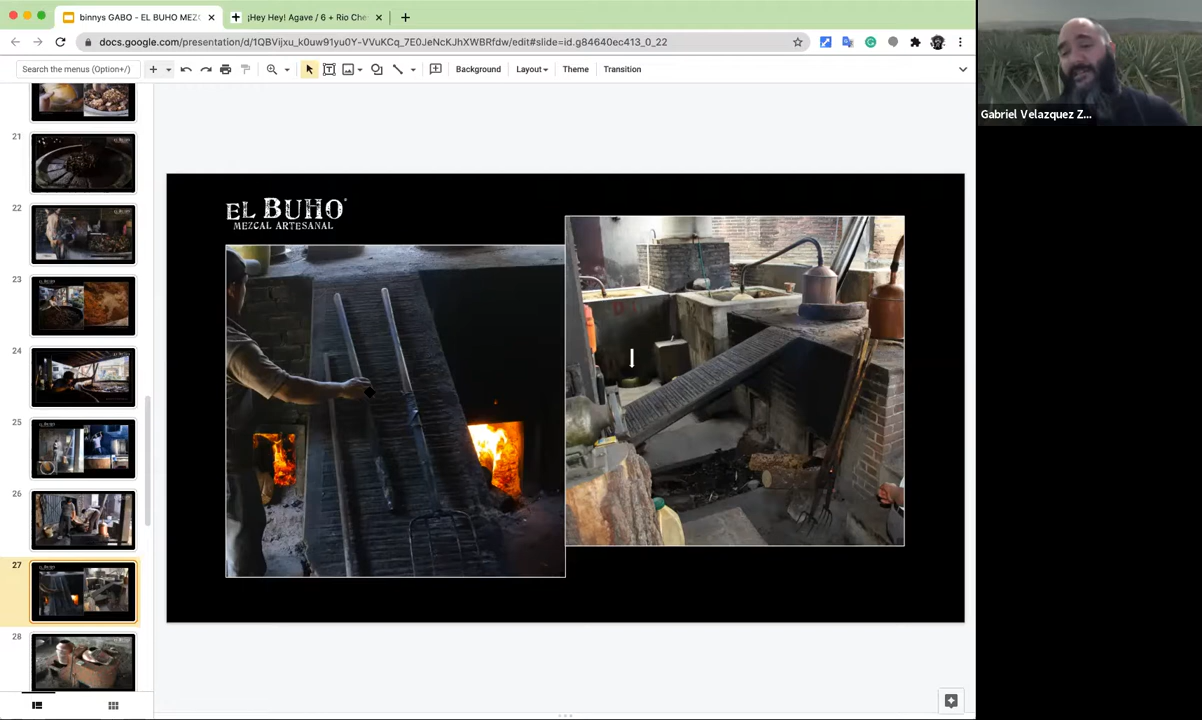 binnys GABO - EL BUHO MEZC
¡Hey Hey! Agave / 6 + Rio Che
docs.google.com/presentation/d/1QBVijxu_k0uw91yu0Y-VVuKCq_7E0JeNcKJhXWBRfdw/edit#slide=id.g84640ec413_0_22
Search the menus (Option+/)
Background
Layout
Theme
Transition
Gabriel Velazquez Z...
21
22
23
24
25
26
27
28
EL BUHO®
MEZCAL ARTESANAL